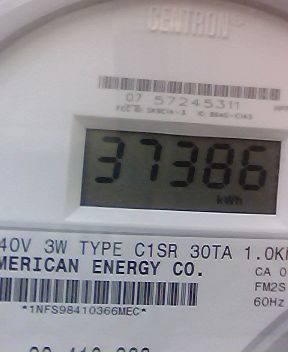 CENTRON
07 57245311
37386
kWh
40V 3W TYPE C1SR 30TA 1.0K
MERICAN ENERGY CO.
CA 0
FM2S
60Hz
*1NFS98410366MEC*